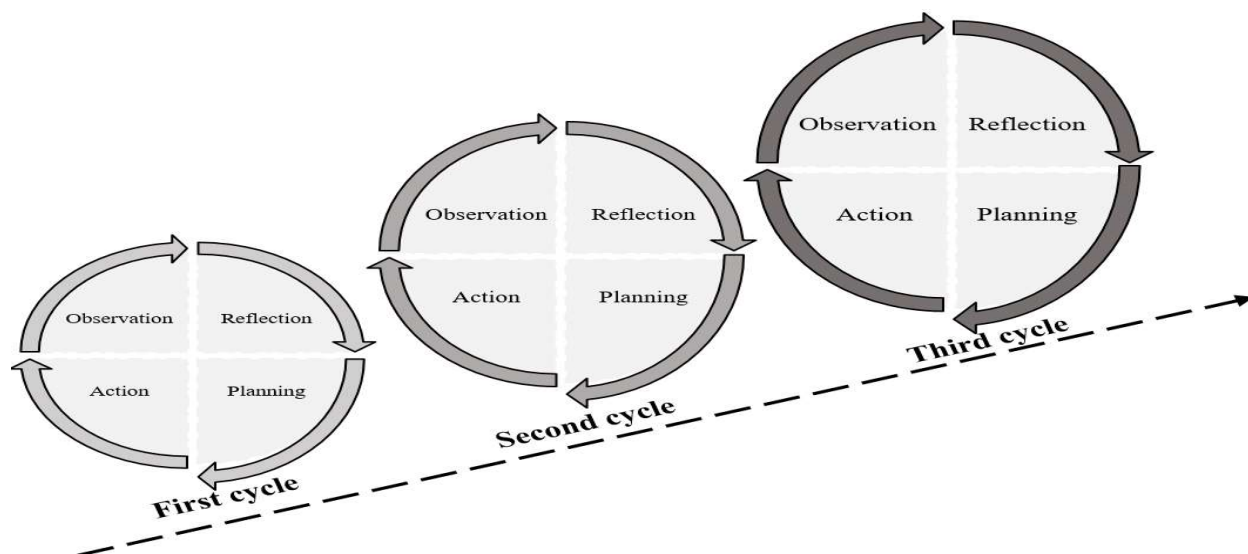 Observation Reflection
Action Planning
First cycle
Observation Reflection
Action Planning
Second cycle
Observation Reflection
Action Planning
Third cycle